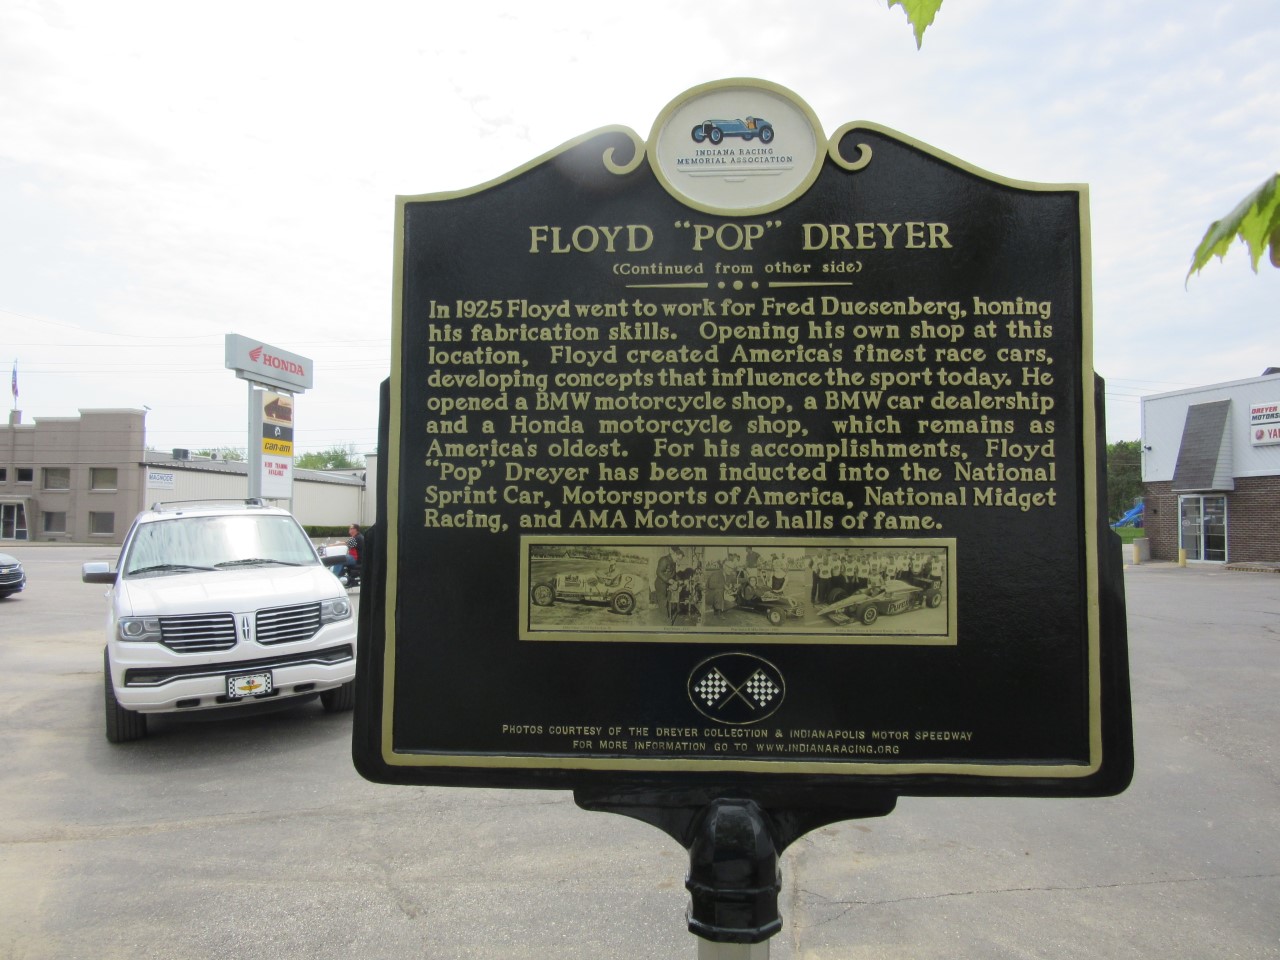 INDIANA RACING
MEMORIAL ASSOCIATION
FLOYD "POP" DREYER
(Continued from other side)
In 1925 Floyd went to work for Fred Duesenberg, honing
his fabrication skills. Opening his own shop at this
location, Floyd created America's finest race cars,
developing concepts that influence the sport today. He
opened a BMW motorcycle shop, a BMW car dealership
and a Honda motorcycle shop, which remains as
America's oldest. For his accomplishments, Floyd
"Pop" Dreyer has been inducted into the National
Sprint Car, Motorsports of America, National Midget
Racing, and AMA Motorcycle halls of fame.
2
PHOTOS COURTESY OF THE DREYER COLLECTION & INDIANAPOLIS MOTOR SPEEDWAY
FOR MORE INFORMATION GO TO WWW.INDIANARACING.ORG
HONDA
can-am
MAGNODE
DREYER
MOTORS
YA